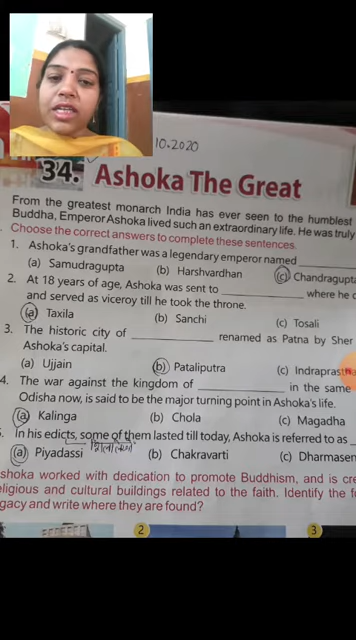 10.2020
34. Ashoka The Great
From the greatest monarch India has ever seen to the humblest
Buddha, Emperor Ashoka lived such an extraordinary life. He was truly
Choose the correct answers to complete these sentences.
1. Ashoka's grandfather was a legendary emperor named ______
(a) Samudragupta (b) Harshvardhan (c) Chandragupta
2. At 18 years of age, Ashoka was sent to ______ where he
and served as viceroy till he took the throne.
(a) Taxila (b) Sanchi (c) Tosali
3. The historic city of ______ renamed as Patna by Sher
Ashoka's capital.
(a) Ujjain (b) Pataliputra (c) Indraprastha
4. The war against the kingdom of ______ in the same
Odisha now, is said to be the major turning point in Ashoka's life.
(a) Kalinga (b) Chola (c) Magadha
In his edicts, some of them lasted till today, Ashoka is referred to as
(a) Piyadassi (b) Chakravarti (c) Dharmasen
shoka worked with dedication to promote Buddhism, and is cre
eligious and cultural buildings related to the faith. Identify the f
gacy and write where they are found?
2 3